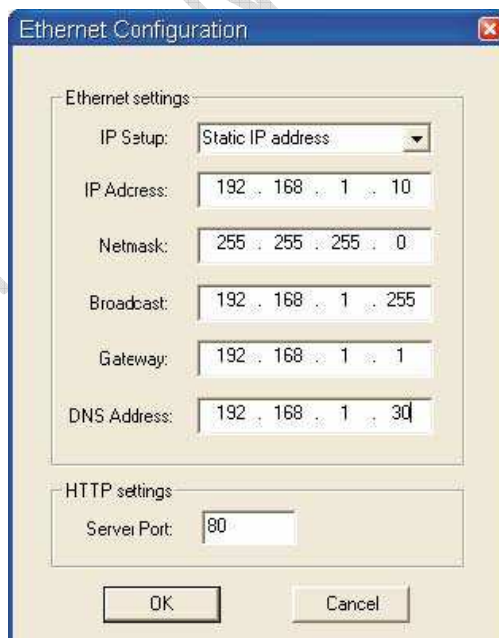 Ethernet Configuration
Ethernet settings
IP Setup: Static IP address
IP Address: 192 . 168 . 1 . 10
Netmask: 255 . 255 . 255 . 0
Broadcast: 192 . 168 . 1 . 255
Gateway: 192 . 168 . 1 . 1
DNS Address: 192 . 168 . 1 . 30
HTTP settings
Server Port: 80
OK Cancel